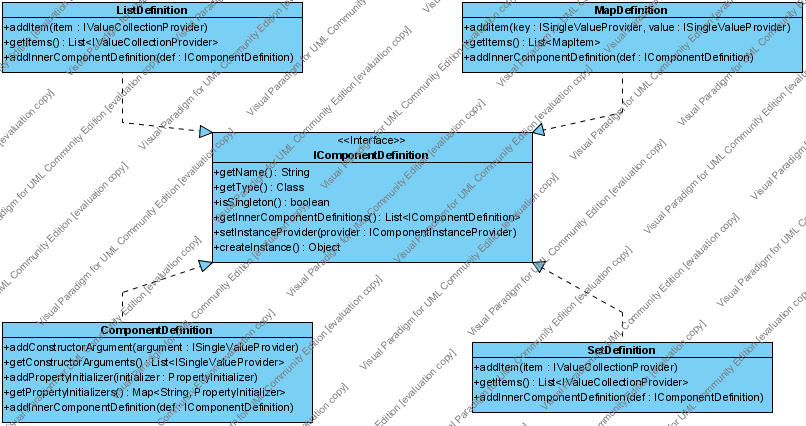 ListDefinition
+addItem(item : IValueCollectionProvider)
+getItems() : List<IValueCollectionProvider>
+addInnerComponentDefinition(def : IComponentDefinition)
MapDefinition
+addItem(key : ISingleValueProvider, value : ISingleValueProvider)
+getItems() : List<MapItem>
+addInnerComponentDefinition(def : IComponentDefinition)
<<Interface>>
IComponentDefinition
+getName() : String
+getType() : Class
+isSingleton() : boolean
+getInnerComponentDefinitions() : List<IComponentDefinition>
+setInstanceProvider(provider : IComponentInstanceProvider)
+createInstance() : Object
ComponentDefinition
+addConstructorArgument(argument : ISingleValueProvider)
+getConstructorArguments() : List<ISingleValueProvider>
+addPropertyInitializer(initializer : PropertyInitializer)
+getPropertyInitializers() : Map<String, PropertyInitializer>
+addInnerComponentDefinition(def : IComponentDefinition)
SetDefinition
+addItem(item : IValueCollectionProvider)
+getItems() : List<IValueCollectionProvider>
+addInnerComponentDefinition(def : IComponentDefinition)
Visual Paradigm for UML Community Edition [evaluation copy]